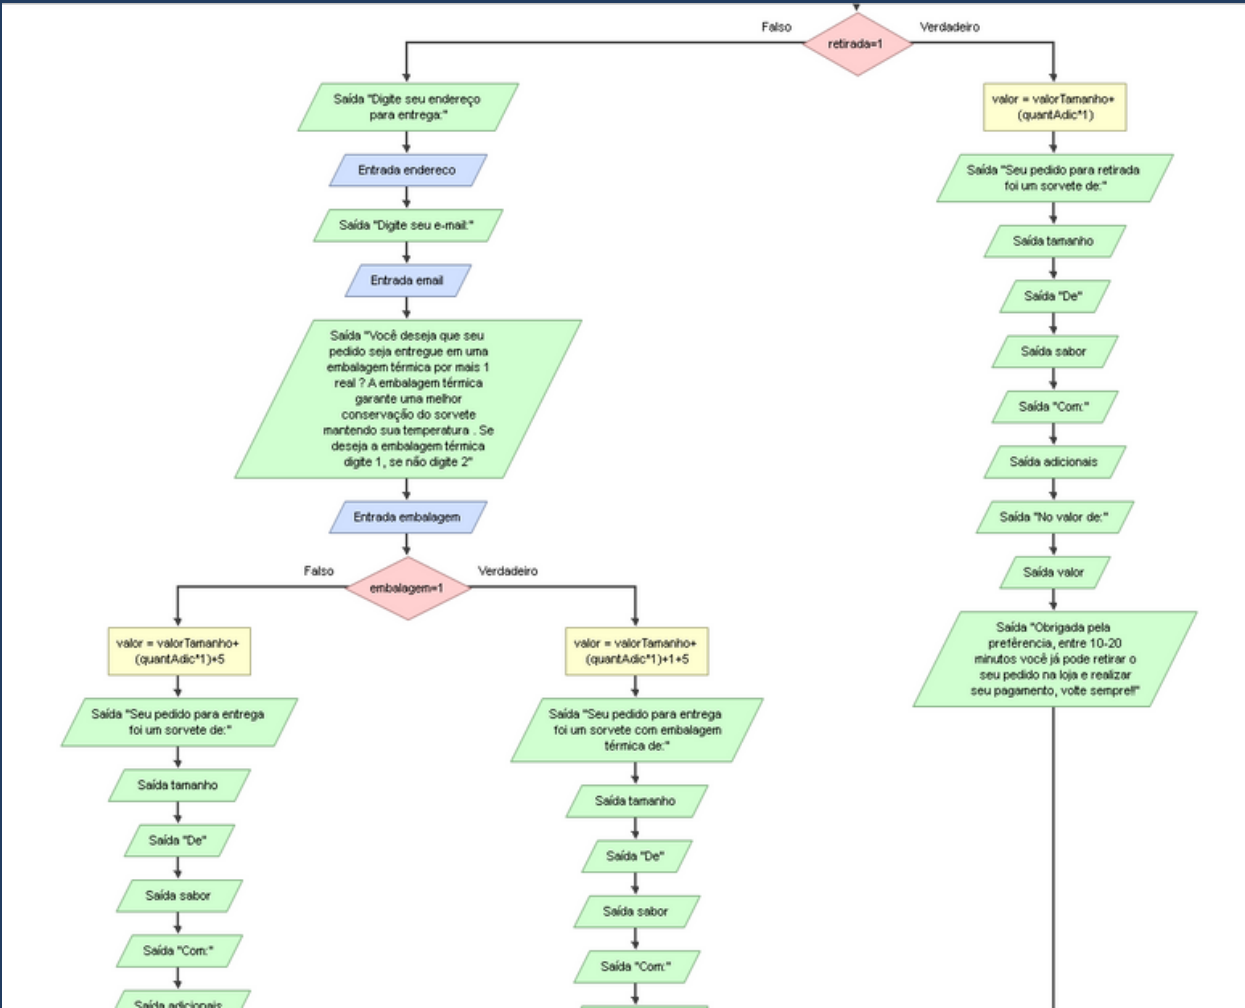 Falso
Verdadeiro
retirada=1
Saída "Digite seu endereço
para entrega:"
Entrada endereco
Saída "Digite seu e-mail:"
Entrada email
Saída "Você deseja que seu
pedido seja entregue em uma
embalagem térmica por mais 1
real ? A embalagem térmica
garante uma melhor
conservação do sorvete
mantendo sua temperatura . Se
deseja a embalagem térmica
digite 1, se não digite 2"
Entrada embalagem
Falso
Verdadeiro
embalagem=1
valor = valorTamanho+
(quantAdic*1)+5
Saída "Seu pedido para entrega
foi um sorvete de:"
Saída tamanho
Saída "De"
Saída sabor
Saída "Com:"
Saída adicionais
valor = valorTamanho+
(quantAdic*1)+1+5
Saída "Seu pedido para entrega
foi um sorvete com embalagem
térmica de:"
Saída tamanho
Saída "De"
Saída sabor
Saída "Com:"
valor = valorTamanho+
(quantAdic*1)
Saída "Seu pedido para retirada
foi um sorvete de:"
Saída tamanho
Saída "De"
Saída sabor
Saída "Com:"
Saída adicionais
Saída "No valor de:"
Saída valor
Saída "Obrigada pela
prefêrencia, entre 10-20
minutos você já pode retirar o
seu pedido na loja e realizar
seu pagamento, volte sempre!!"